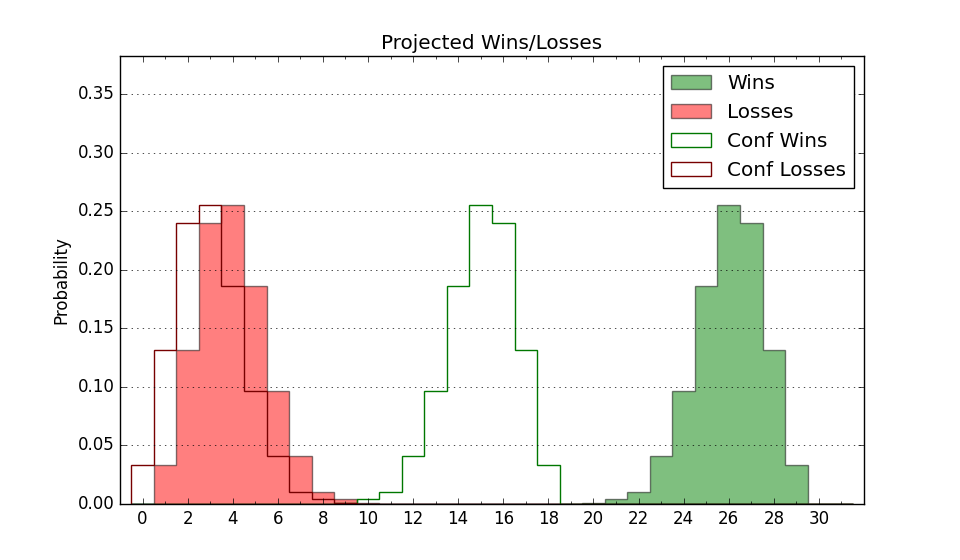 Projected Wins/Losses
Wins
Losses
Conf Wins
Conf Losses
Probability
0.35
0.30
0.25
0.20
0.15
0.10
0.05
0.00
0 2 4 6 8 10 12 14 16 18 20 22 24 26 28 30